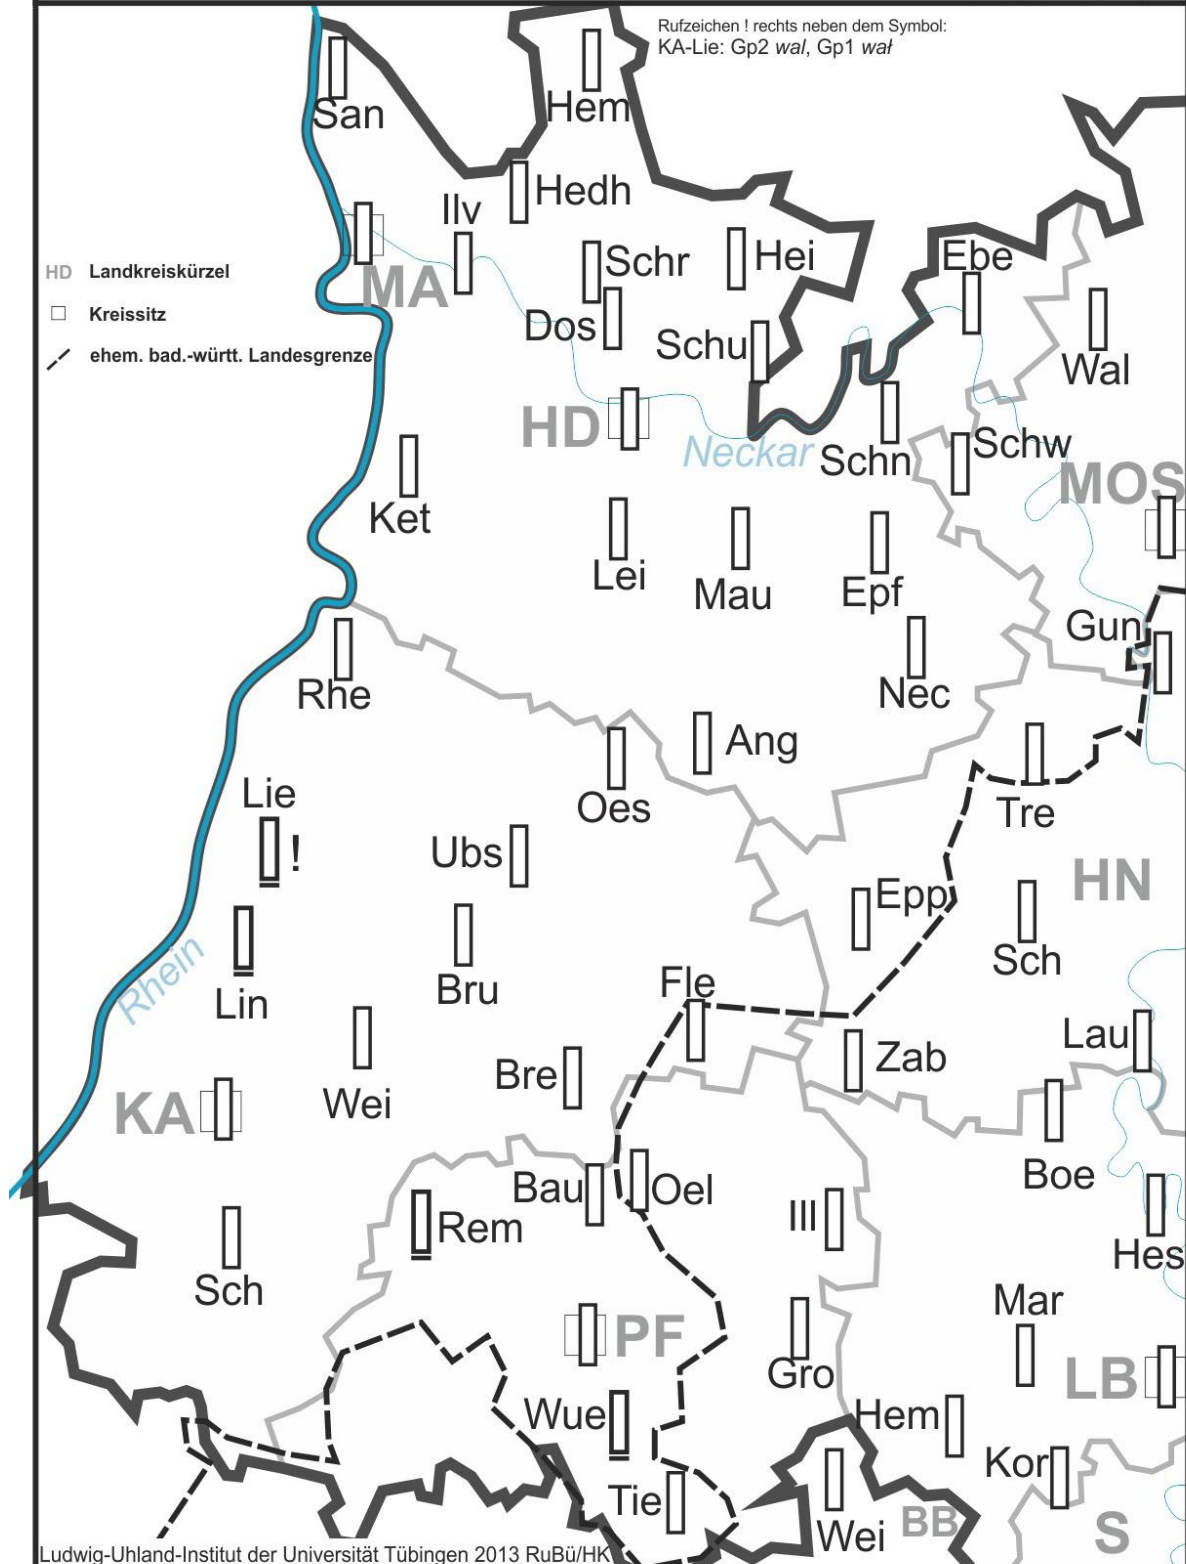 Rufzeichen ! rechts neben dem Symbol:
KA-Lie: Gp2 wal, Gp1 wał
San
Hem
Hedh
Ilv
MA
Schr
Hei
Dos
Schu
Ebe
Wal
HD Landkreiskürzel
Kreissitz
ehem. bad.-württ. Landesgrenze
HD
Neckar
Schn
Schw
MOS
Ket
Lei
Mau
Epf
Gun
Rhe
Nec
Ang
Oes
Tre
Lie
!
Ubs
HN
Epp
Sch
Lin
Rhein
Bru
Fle
Lau
Zab
Wei
Bre
KA
Boe
Bau
Oel
Rem
Ill
Hes
Sch
Mar
PF
Gro
LB
Wue
Hem
Kor
Tie
Wei
BB
S
Ludwig-Uhland-Institut der Universität Tübingen 2013 RuBü/HK